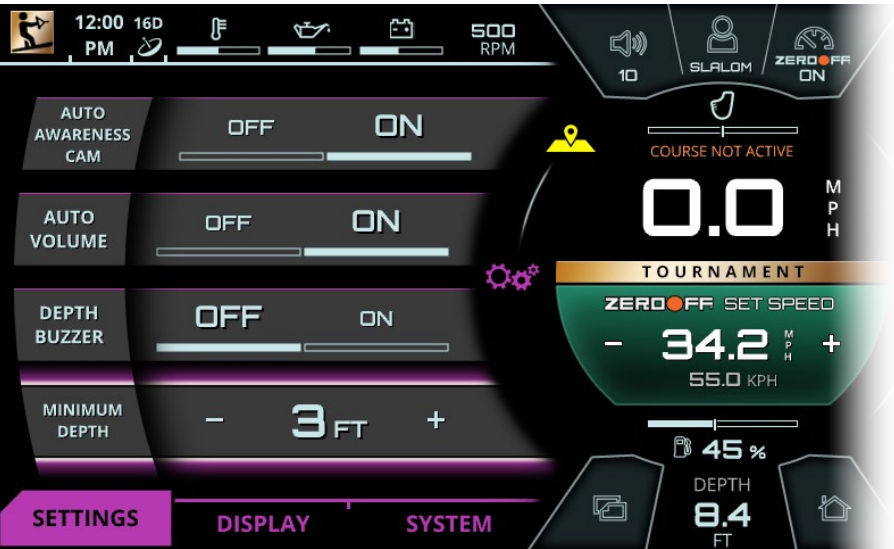 12:00 16D
PM
500
RPM
10
SLALOM
ZEROOFF
ON
AUTO
AWARENESS
CAM
OFF ON
COURSE NOT ACTIVE
0.0 MPH
AUTO
VOLUME
OFF ON
TOURNAMENT
ZEROOFF SET SPEED
- 34.2 MPH +
55.0 KPH
DEPTH
BUZZER
OFF ON
MINIMUM
DEPTH
- 3 FT +
45 %
DEPTH
8.4
FT
SETTINGS DISPLAY SYSTEM